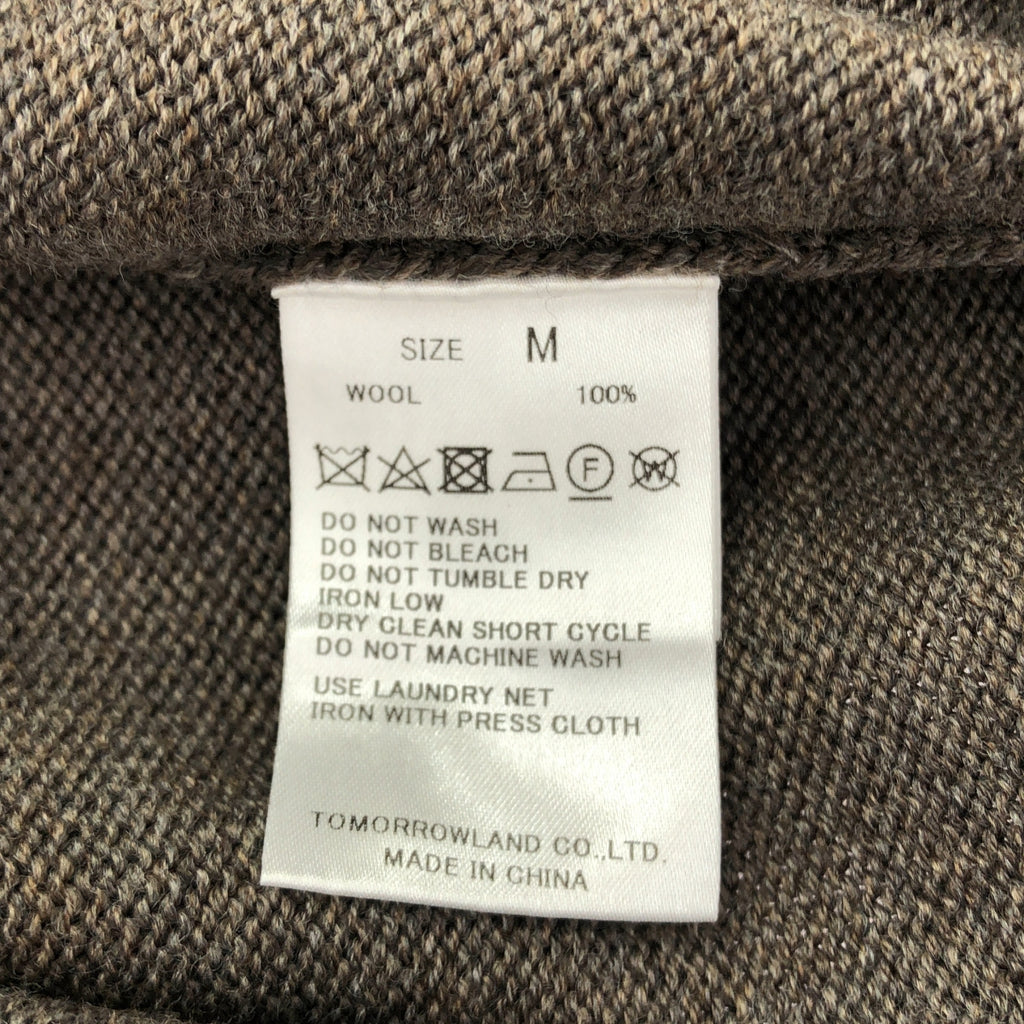 SIZE M
WOOL 100%
F W
DO NOT WASH
DO NOT BLEACH
DO NOT TUMBLE DRY
IRON LOW
DRY CLEAN SHORT CYCLE
DO NOT MACHINE WASH
USE LAUNDRY NET
IRON WITH PRESS CLOTH
TOMORROWLAND CO.,LTD.
MADE IN CHINA